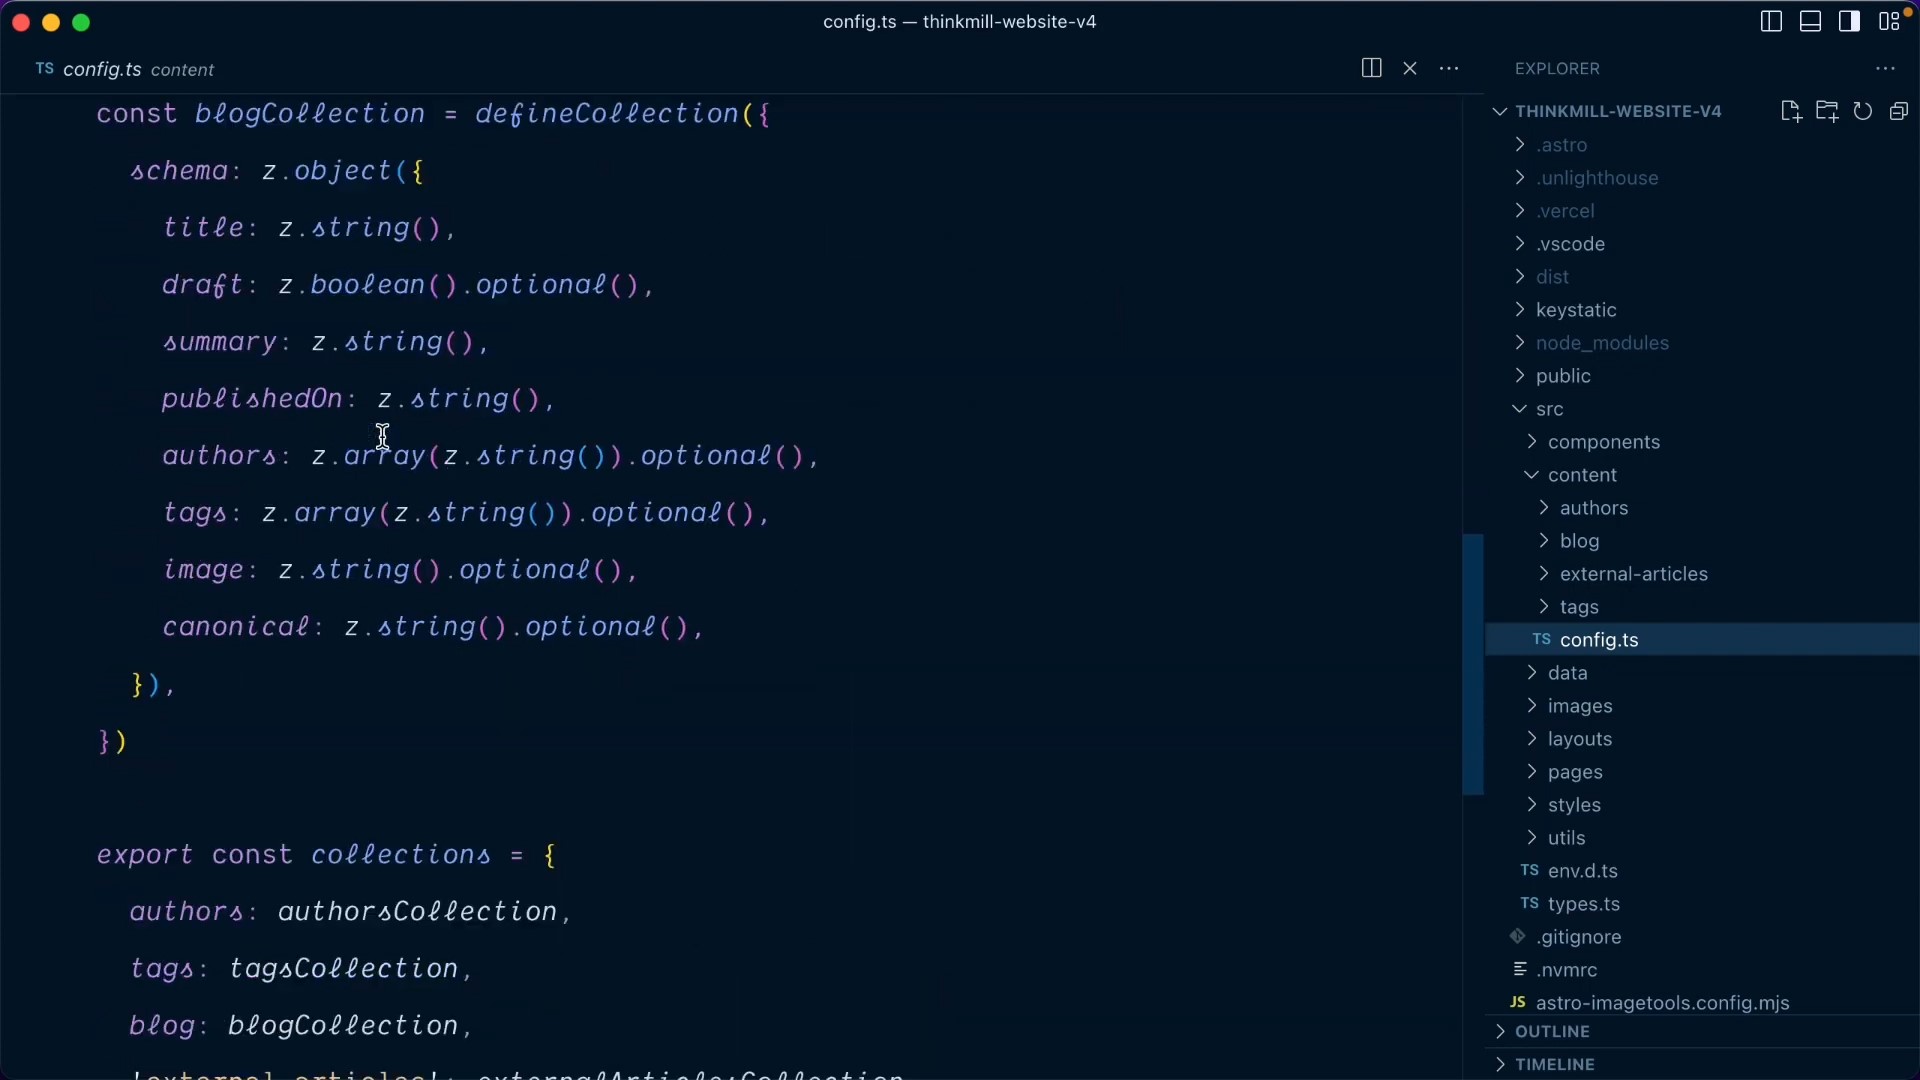 config.ts — thinkmill-website-v4
TS config.ts content
const blogCollection = defineCollection({
schema: z.object({
title: z.string(),
draft: z.boolean().optional(),
summary: z.string(),
publishedOn: z.string(),
authors: z.array(z.string()).optional(),
tags: z.array(z.string()).optional(),
image: z.string().optional(),
canonical: z.string().optional(),
}),
})
export const collections = {
authors: authorsCollection,
tags: tagsCollection,
blog: blogCollection,
'external-articles': externalArticlesCollection
EXPLORER
THINKMILL-WEBSITE-V4
.astro
.unlighthouse
.vercel
.vscode
dist
keystatic
node_modules
public
src
components
content
authors
blog
external-articles
tags
TS config.ts
data
images
layouts
pages
styles
utils
TS env.d.ts
TS types.ts
.gitignore
.nvmrc
JS astro-imagetools.config.mjs
OUTLINE
TIMELINE